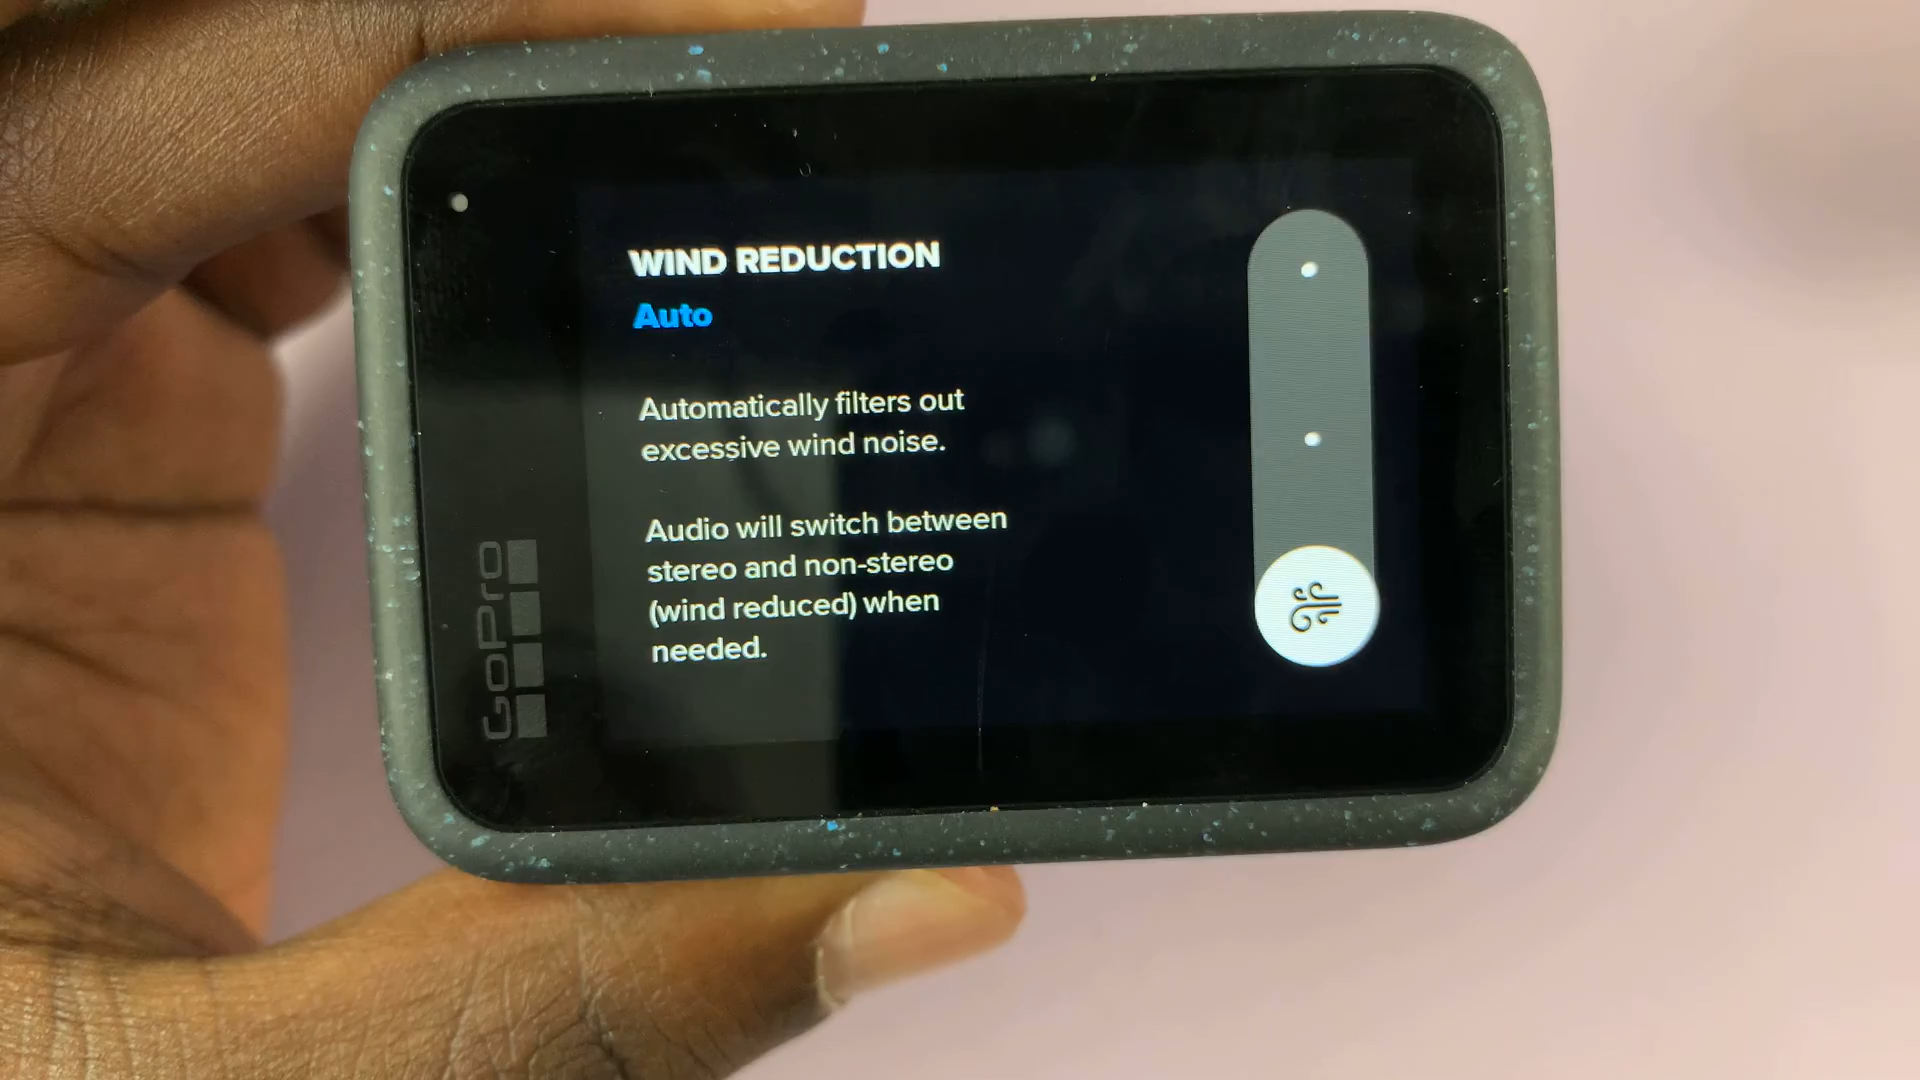 WIND REDUCTION
Auto
Automatically filters out
excessive wind noise.
Audio will switch between
stereo and non-stereo
(wind reduced) when
needed.
GoPro